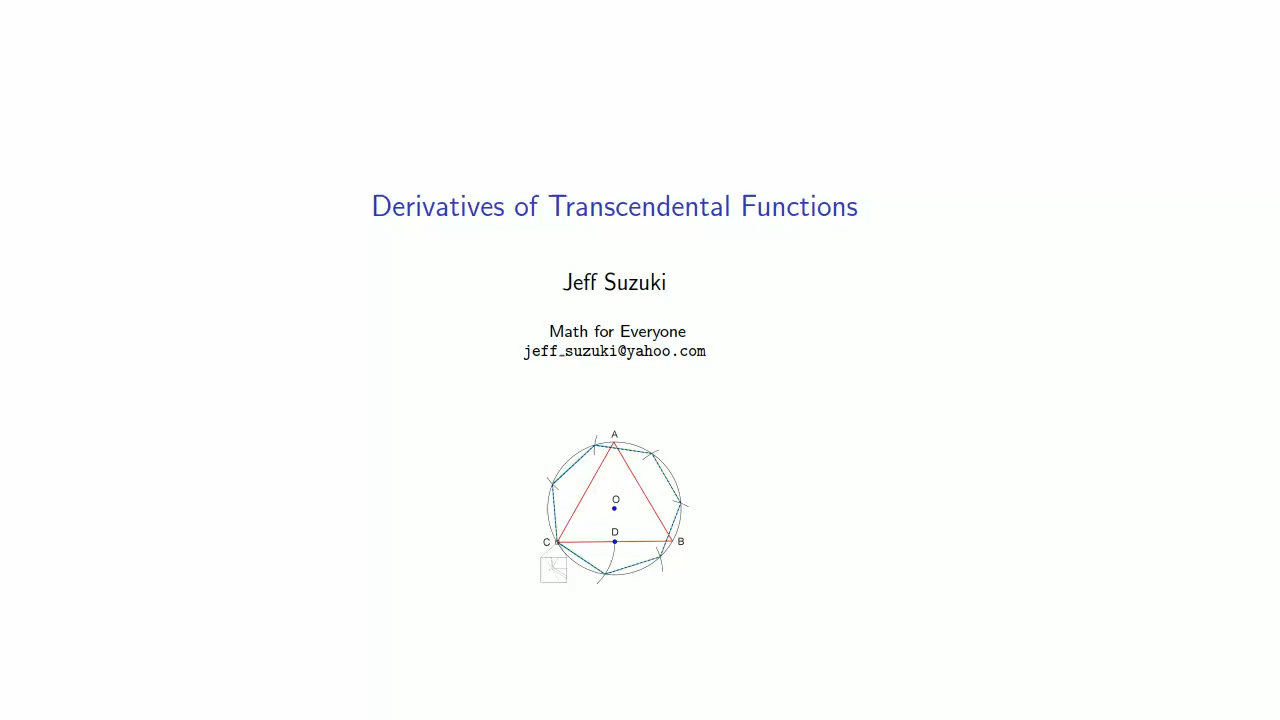 Derivatives of Transcendental Functions
Jeff Suzuki
Math for Everyone
jeff_suzuki@yahoo.com
A
O
D
C
B